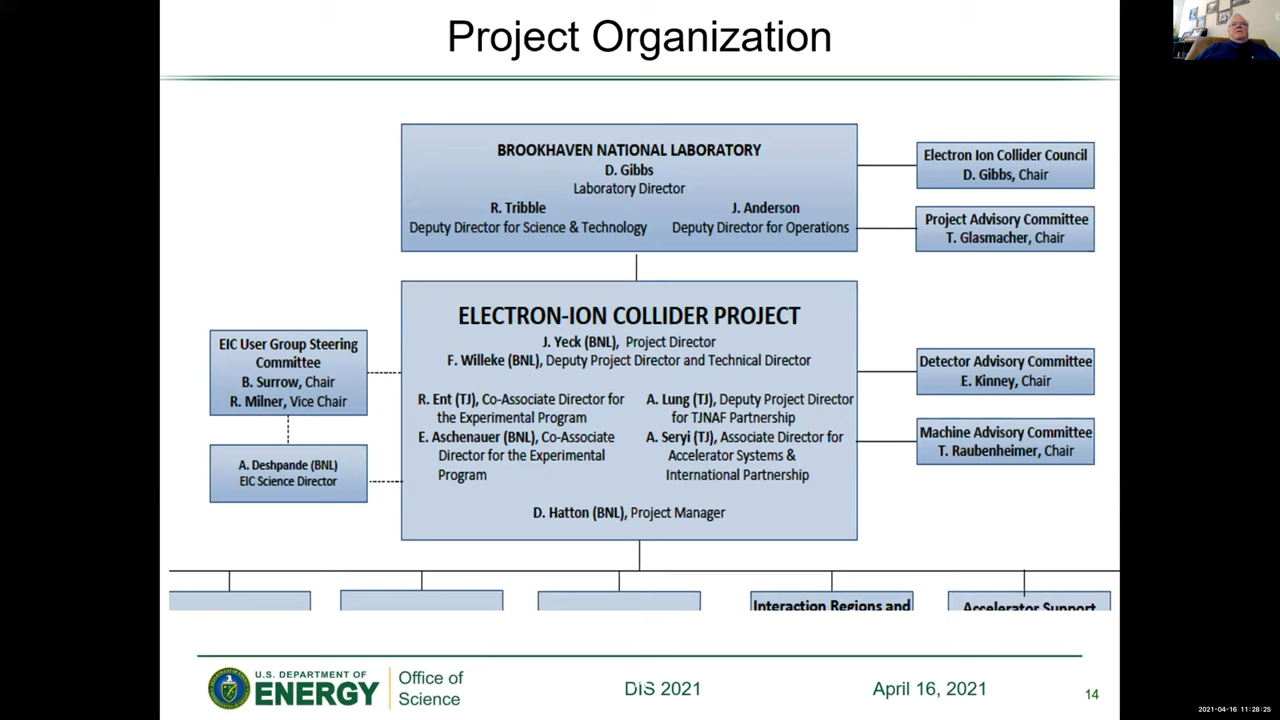 Project Organization
BROOKHAVEN NATIONAL LABORATORY
D. Gibbs
Laboratory Director
R. Tribble
Deputy Director for Science & Technology
J. Anderson
Deputy Director for Operations
Electron Ion Collider Council
D. Gibbs, Chair
Project Advisory Committee
T. Glasmacher, Chair
ELECTRON-ION COLLIDER PROJECT
J. Yeck (BNL), Project Director
F. Willeke (BNL), Deputy Project Director and Technical Director
R. Ent (TJ), Co-Associate Director for
the Experimental Program
E. Aschenauer (BNL), Co-Associate
Director for the Experimental
Program
A. Lung (TJ), Deputy Project Director
for TJNAF Partnership
A. Seryi (TJ), Associate Director for
Accelerator Systems &
International Partnership
D. Hatton (BNL), Project Manager
EIC User Group Steering
Committee
B. Surrow, Chair
R. Milner, Vice Chair
A. Deshpande (BNL)
EIC Science Director
Detector Advisory Committee
E. Kinney, Chair
Machine Advisory Committee
T. Raubenheimer, Chair
Interaction Regions and
Accelerator Support
U.S. DEPARTMENT OF
ENERGY
Office of
Science
DIS 2021
April 16, 2021
14
2021-04-16 11:28:25